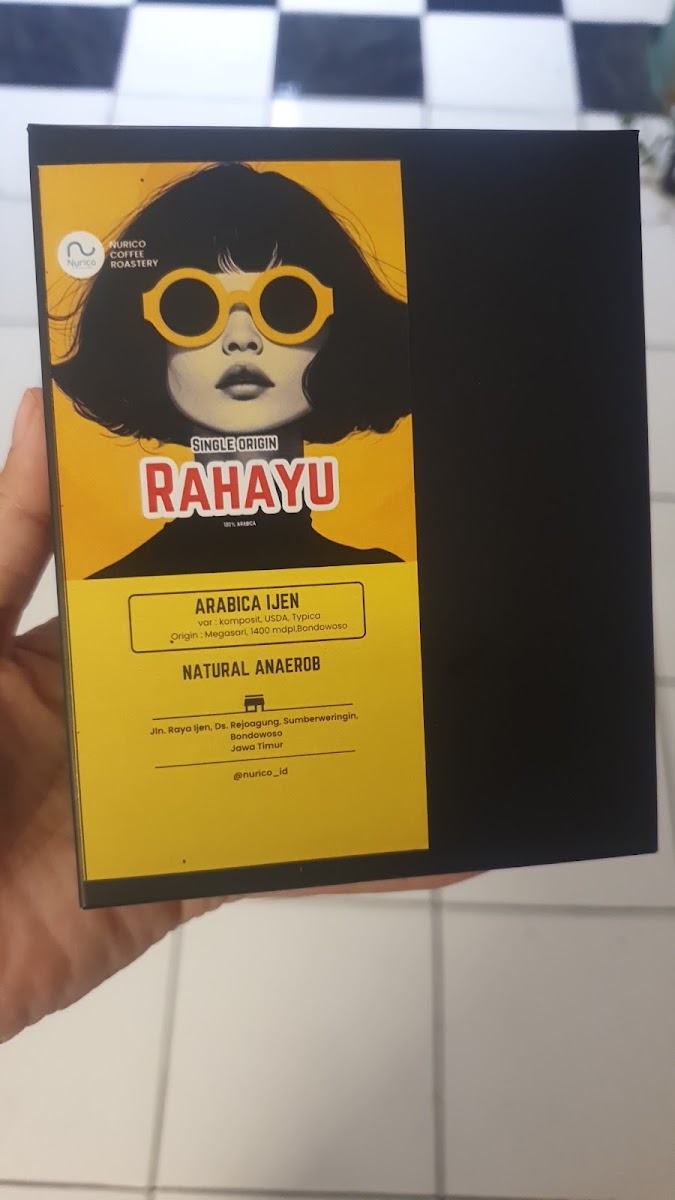 Nurico
NURICO
COFFEE
ROASTERY
SINGLE ORIGIN
RAHAYU
100% ARABICA
ARABICA IJEN
var : komposit, USDA, Typica
Origin : Megasari, 1400 mdpl,Bondowoso
NATURAL ANAEROB
Jln. Raya Ijen, Ds. Rejoagung, Sumberweringin,
Bondowoso
Jawa Timur
@nurico_id